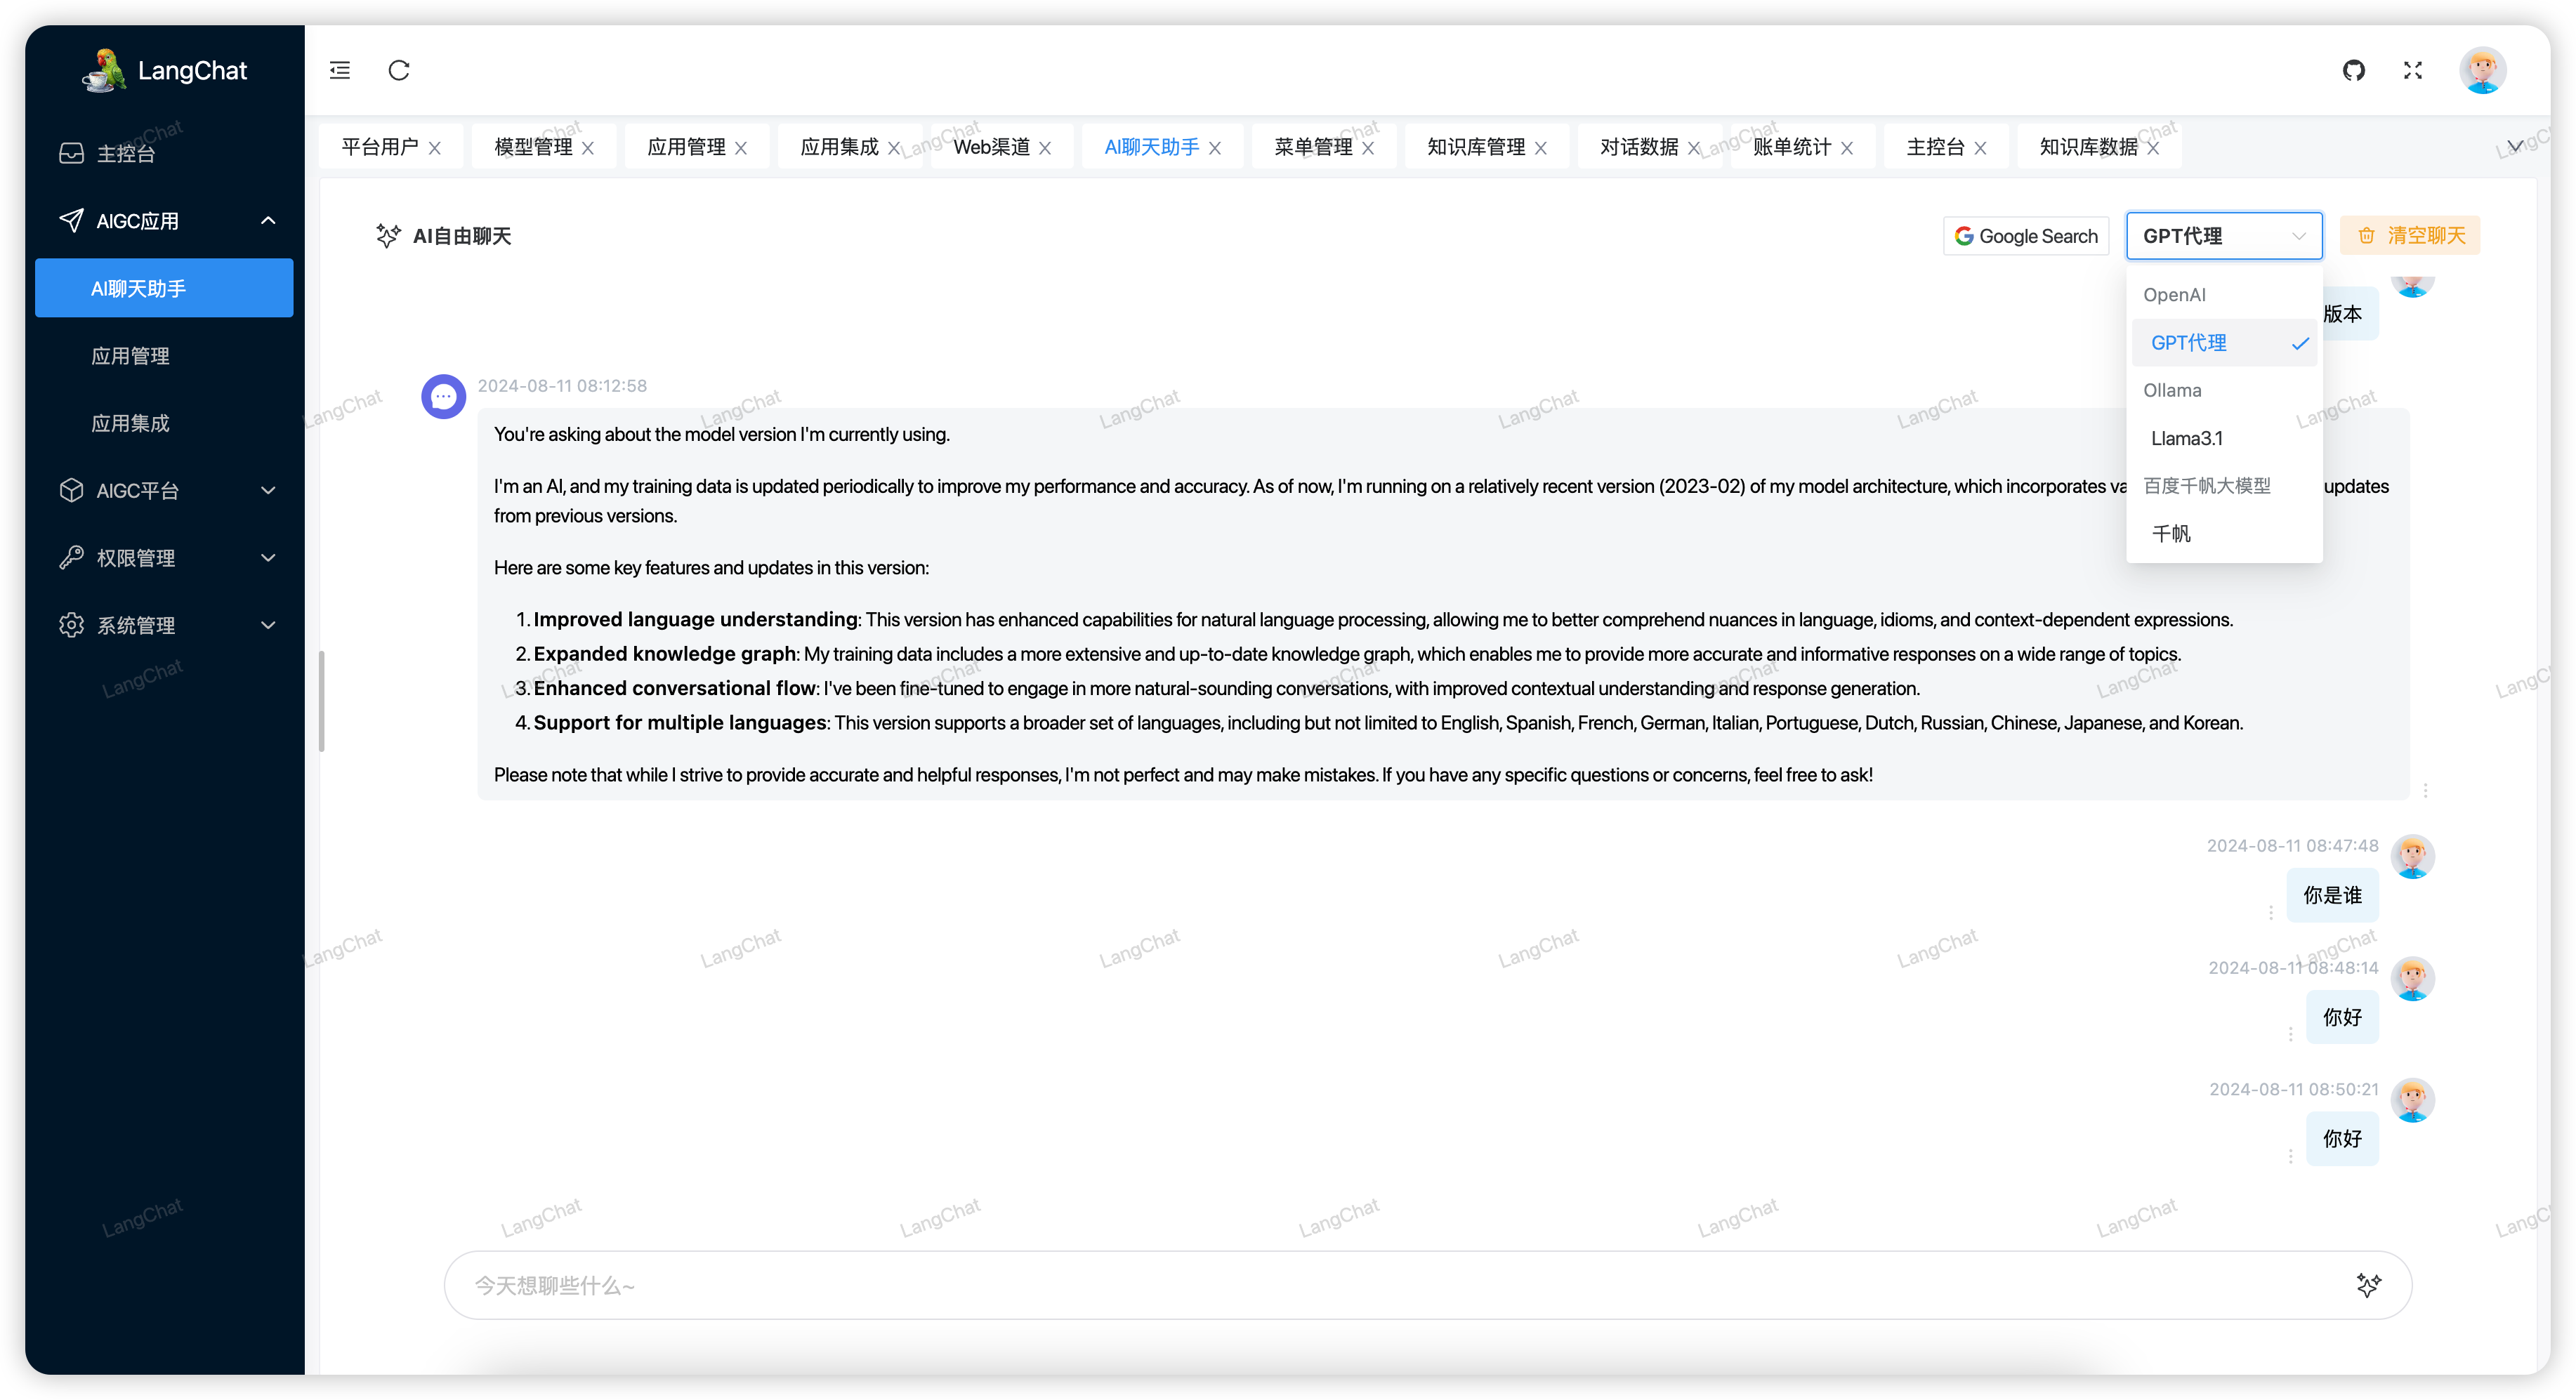 LangChat
主控台
AIGC应用
AI聊天助手
应用管理
应用集成
AIGC平台
权限管理
系统管理
平台用户
模型管理
应用管理
应用集成
Web渠道
AI聊天助手
菜单管理
知识库管理
对话数据
账单统计
主控台
知识库数据
AI自由聊天
Google Search
GPT代理
清空聊天
OpenAI
GPT代理
Ollama
Llama3.1
百度千帆大模型
千帆
版本
2024-08-11 08:12:58
You're asking about the model version I'm currently using.
I'm an AI, and my training data is updated periodically to improve my performance and accuracy. As of now, I'm running on a relatively recent version (2023-02) of my model architecture, which incorporates updates
from previous versions.
Here are some key features and updates in this version:
1. Improved language understanding: This version has enhanced capabilities for natural language processing, allowing me to better comprehend nuances in language, idioms, and context-dependent expressions.
2. Expanded knowledge graph: My training data includes a more extensive and up-to-date knowledge graph, which enables me to provide more accurate and informative responses on a wide range of topics.
3. Enhanced conversational flow: I've been fine-tuned to engage in more natural-sounding conversations, with improved contextual understanding and response generation.
4. Support for multiple languages: This version supports a broader set of languages, including but not limited to English, Spanish, French, German, Italian, Portuguese, Dutch, Russian, Chinese, Japanese, and Korean.
Please note that while I strive to provide accurate and helpful responses, I'm not perfect and may make mistakes. If you have any specific questions or concerns, feel free to ask!
2024-08-11 08:47:48
你是谁
2024-08-11 08:48:14
你好
2024-08-11 08:50:21
你好
今天想聊些什么~